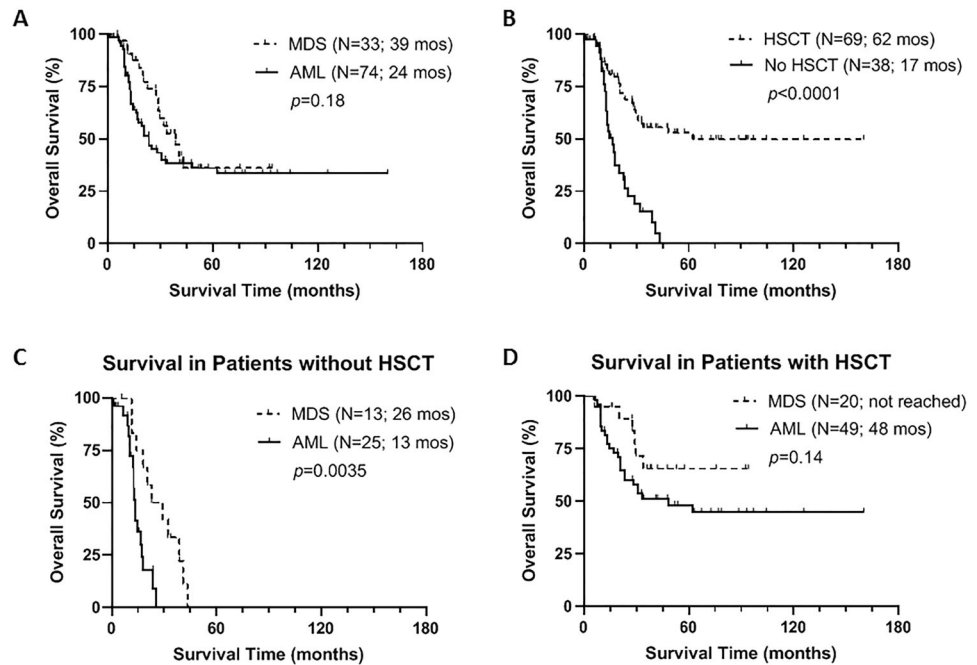 A
Overall Survival (%)
100
75
50
25
0
MDS (N=33; 39 mos)
AML (N=74; 24 mos)
p=0.18
0 60 120 180
Survival Time (months)
B
Overall Survival (%)
100
75
50
25
0
HSCT (N=69; 62 mos)
No HSCT (N=38; 17 mos)
p<0.0001
0 60 120 180
Survival Time (months)
C
Survival in Patients without HSCT
Overall Survival (%)
100
75
50
25
0
MDS (N=13; 26 mos)
AML (N=25; 13 mos)
p=0.0035
0 60 120 180
Survival Time (months)
D
Survival in Patients with HSCT
Overall Survival (%)
100
75
50
25
0
MDS (N=20; not reached)
AML (N=49; 48 mos)
p=0.14
0 60 120 180
Survival Time (months)